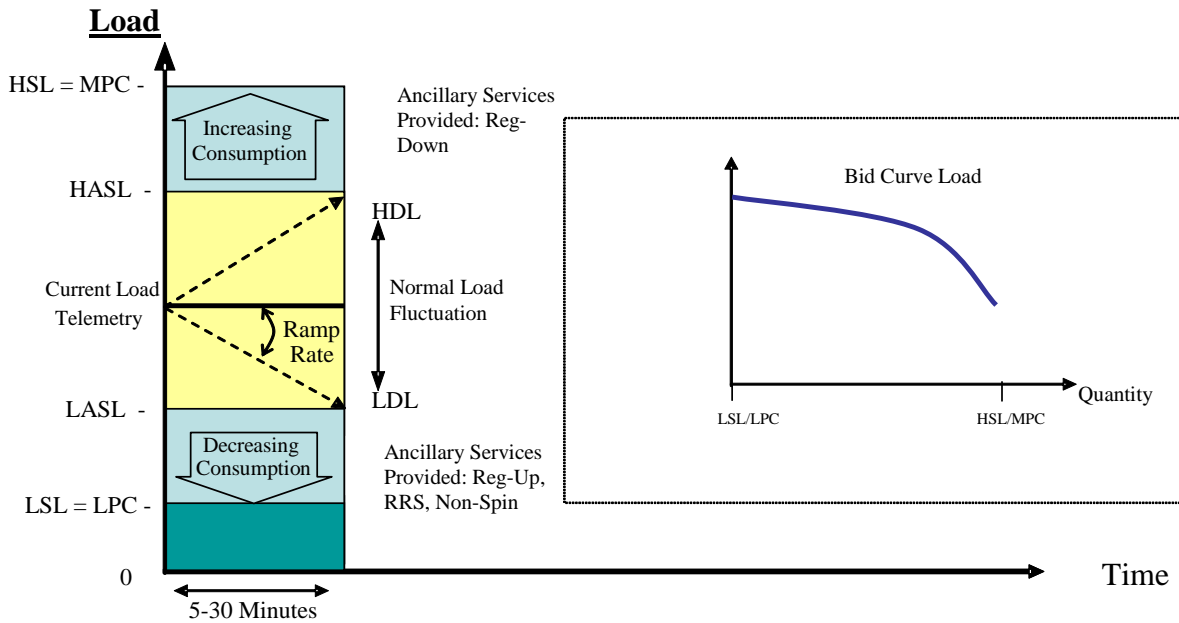 Load
HSL = MPC -
Increasing
Consumption
Ancillary Services
Provided: Reg-
Down
HASL -
HDL
Current Load
Telemetry
Normal Load
Fluctuation
Ramp
Rate
LASL -
LDL
Decreasing
Consumption
Ancillary Services
Provided: Reg-Up,
RRS, Non-Spin
LSL = LPC -
0
5-30 Minutes
Time
Bid Curve Load
Quantity
LSL/LPC
HSL/MPC